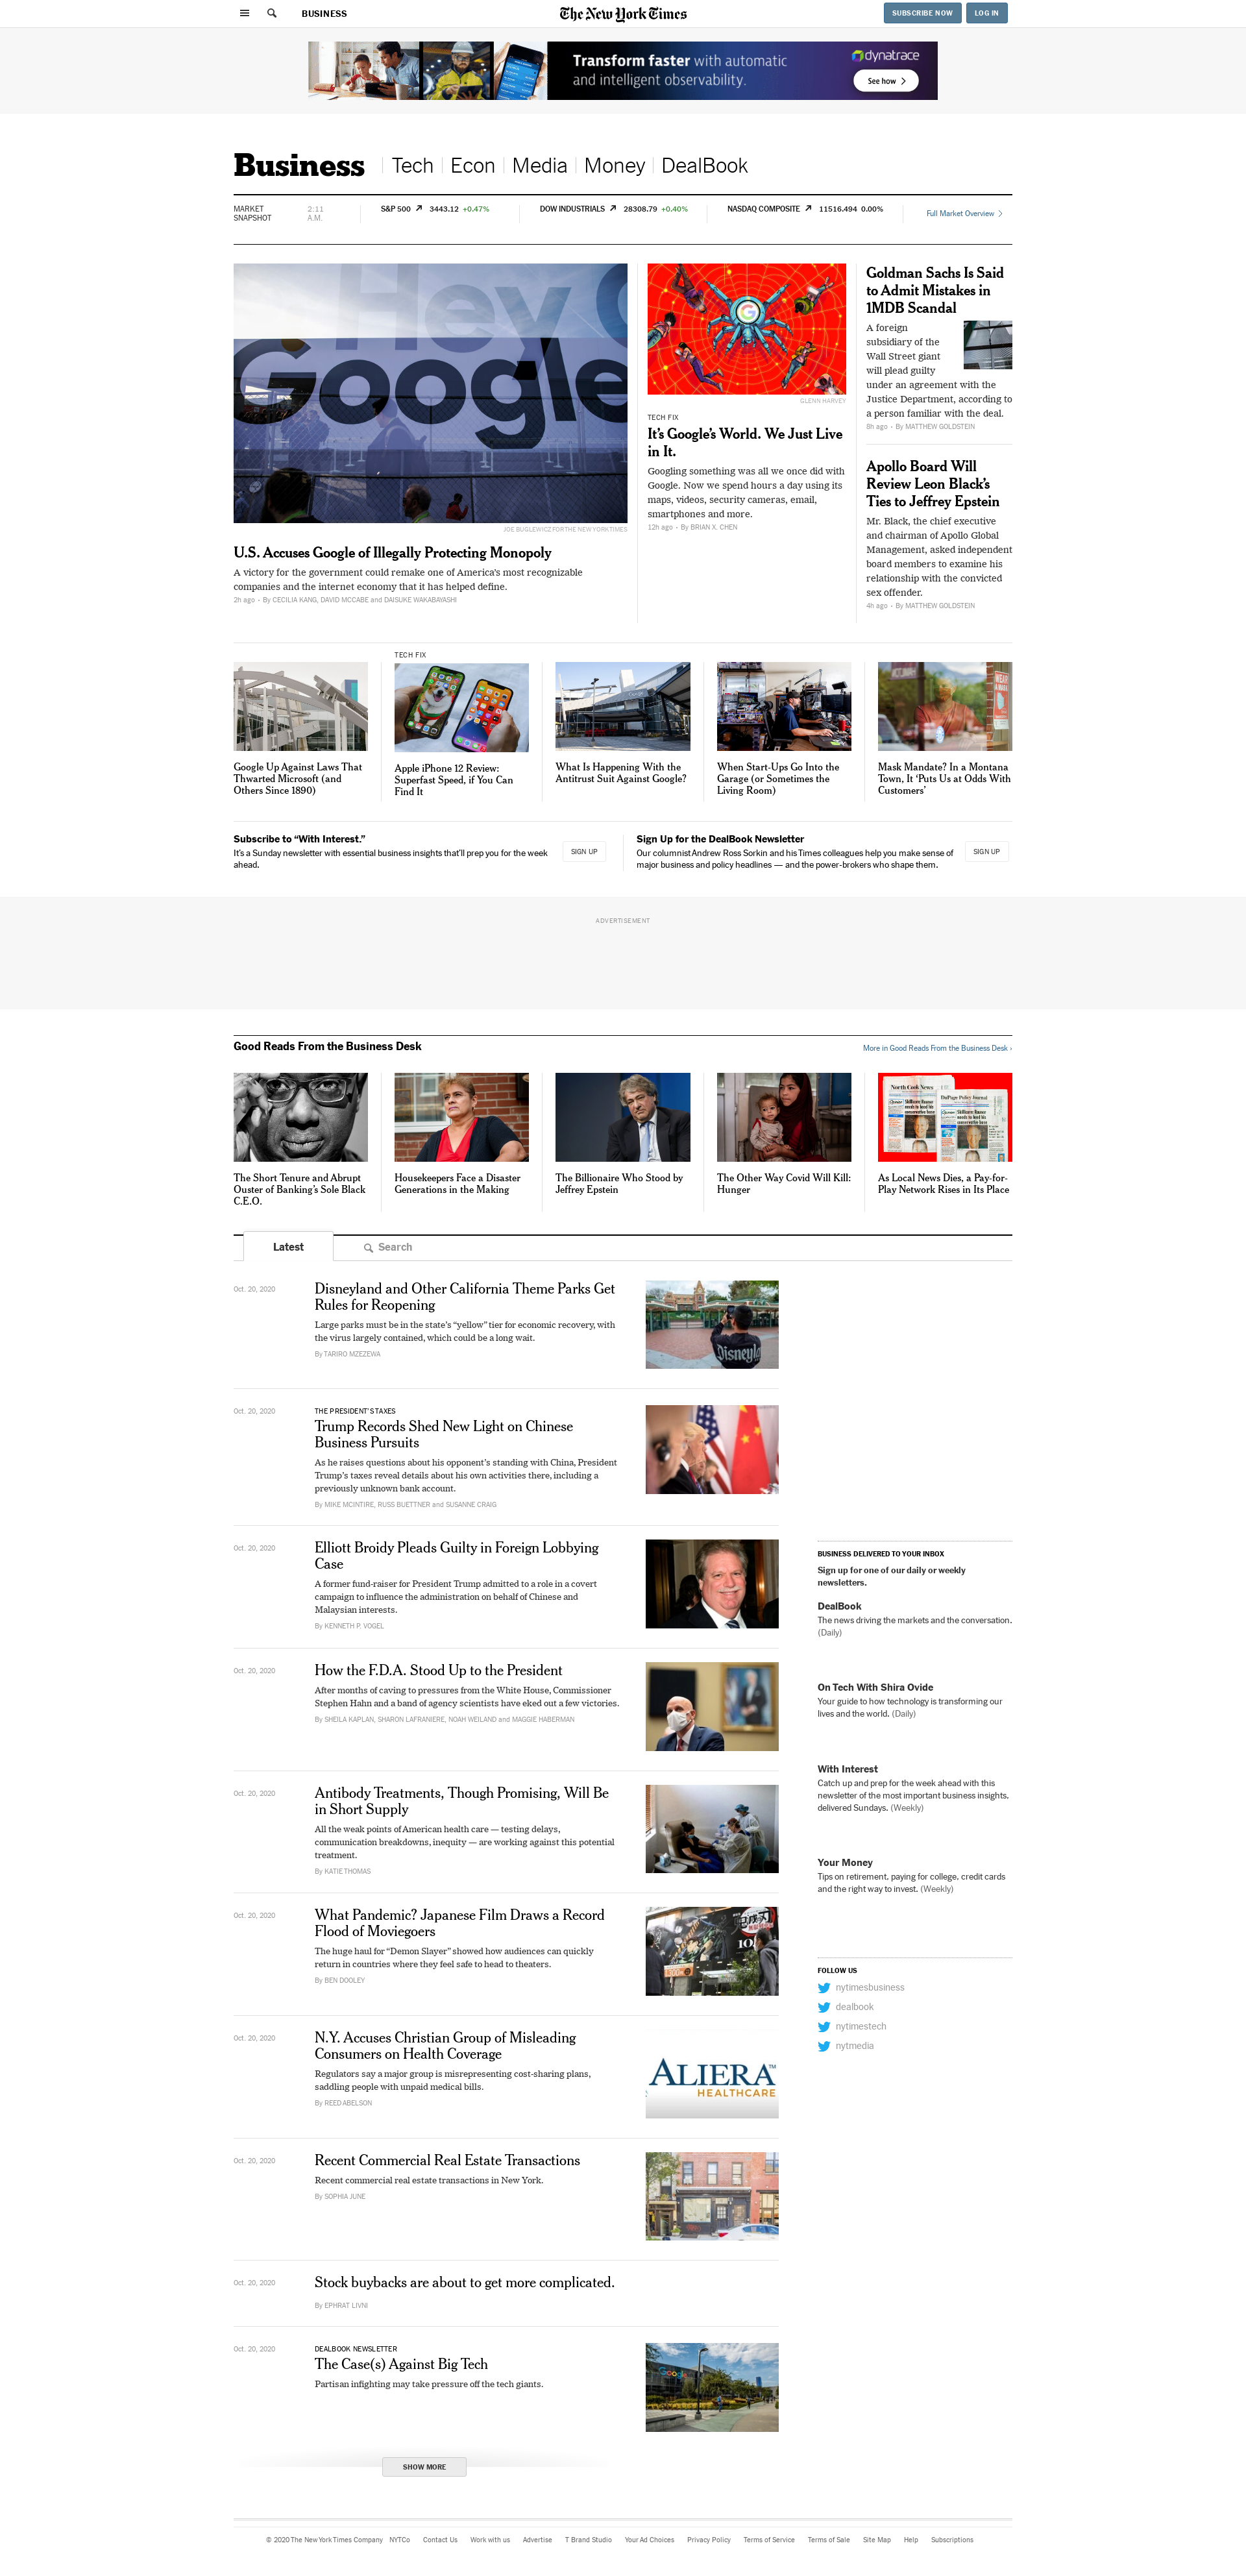 BUSINESS
The New York Times
SUBSCRIBE NOW
LOG IN
Transform faster with automatic
and intelligent observability.
dynatrace
See how
Business
Tech
Econ
Media
Money
DealBook
MARKET
SNAPSHOT
2:11
A.M.
S&P 500 3443.12 +0.47%
DOW INDUSTRIALS 28308.79 +0.40%
NASDAQ COMPOSITE 11516.494 0.00%
Full Market Overview
Google
JOE BUGLEWICZ FOR THE NEW YORK TIMES
U.S. Accuses Google of Illegally Protecting Monopoly
A victory for the government could remake one of America's most recognizable
companies and the internet economy that it has helped define.
2h ago - By CECILIA KANG, DAVID MCCABE and DAISUKE WAKABAYASHI
GLENN HARVEY
TECH FIX
It's Google's World. We Just Live
in It.
Googling something was all we once did with
Google. Now we spend hours a day using its
maps, videos, security cameras, email,
smartphones and more.
12h ago - By BRIAN X. CHEN
Goldman Sachs Is Said
to Admit Mistakes in
1MDB Scandal
A foreign
subsidiary of the
Wall Street giant
will plead guilty
under an agreement with the
Justice Department, according to
a person familiar with the deal.
8h ago - By MATTHEW GOLDSTEIN
Apollo Board Will
Review Leon Black's
Ties to Jeffrey Epstein
Mr. Black, the chief executive
and chairman of Apollo Global
Management, asked independent
board members to examine his
relationship with the convicted
sex offender.
4h ago - By MATTHEW GOLDSTEIN
Google Up Against Laws That
Thwarted Microsoft (and
Others Since 1890)
TECH FIX
Apple iPhone 12 Review:
Superfast Speed, if You Can
Find It
What Is Happening With the
Antitrust Suit Against Google?
When Start-Ups Go Into the
Garage (or Sometimes the
Living Room)
Mask Mandate? In a Montana
Town, It 'Puts Us at Odds With
Customers'
Subscribe to “With Interest.”
It's a Sunday newsletter with essential business insights that'll prep you for the week
ahead.
SIGN UP
Sign Up for the DealBook Newsletter
Our columnist Andrew Ross Sorkin and his Times colleagues help you make sense of
major business and policy headlines — and the power-brokers who shape them.
SIGN UP
ADVERTISEMENT
Good Reads From the Business Desk
More in Good Reads From the Business Desk ›
The Short Tenure and Abrupt
Ouster of Banking's Sole Black
C.E.O.
Housekeepers Face a Disaster
Generations in the Making
The Billionaire Who Stood by
Jeffrey Epstein
The Other Way Covid Will Kill:
Hunger
North Cook News
DuPage Policy Journal
As Local News Dies, a Pay-for-
Play Network Rises in Its Place
Latest
Search
Oct. 20, 2020
Disneyland and Other California Theme Parks Get
Rules for Reopening
Large parks must be in the state's “yellow” tier for economic recovery, with
the virus largely contained, which could be a long wait.
By TARIRO MZEZEWA
Oct. 20, 2020
THE PRESIDENT'S TAXES
Trump Records Shed New Light on Chinese
Business Pursuits
As he raises questions about his opponent's standing with China, President
Trump's taxes reveal details about his own activities there, including a
previously unknown bank account.
By MIKE MCINTIRE, RUSS BUETTNER and SUSANNE CRAIG
Oct. 20, 2020
Elliott Broidy Pleads Guilty in Foreign Lobbying
Case
A former fund-raiser for President Trump admitted to a role in a covert
campaign to influence the administration on behalf of Chinese and
Malaysian interests.
By KENNETH P. VOGEL
Oct. 20, 2020
How the F.D.A. Stood Up to the President
After months of caving to pressures from the White House, Commissioner
Stephen Hahn and a band of agency scientists have eked out a few victories.
By SHEILA KAPLAN, SHARON LAFRANIERE, NOAH WEILAND and MAGGIE HABERMAN
Oct. 20, 2020
Antibody Treatments, Though Promising, Will Be
in Short Supply
All the weak points of American health care — testing delays,
communication breakdowns, inequity — are working against this potential
treatment.
By KATIE THOMAS
Oct. 20, 2020
What Pandemic? Japanese Film Draws a Record
Flood of Moviegoers
The huge haul for “Demon Slayer” showed how audiences can quickly
return in countries where they feel safe to head to theaters.
By BEN DOOLEY
Oct. 20, 2020
N.Y. Accuses Christian Group of Misleading
Consumers on Health Coverage
Regulators say a major group is misrepresenting cost-sharing plans,
saddling people with unpaid medical bills.
By REED ABELSON
ALIERA™
HEALTHCARE
Oct. 20, 2020
Recent Commercial Real Estate Transactions
Recent commercial real estate transactions in New York.
By SOPHIA JUNE
Oct. 20, 2020
Stock buybacks are about to get more complicated.
By EPHRAT LIVNI
Oct. 20, 2020
DEALBOOK NEWSLETTER
The Case(s) Against Big Tech
Partisan infighting may take pressure off the tech giants.
Google
SHOW MORE
BUSINESS DELIVERED TO YOUR INBOX
Sign up for one of our daily or weekly
newsletters.
DealBook
The news driving the markets and the conversation.
(Daily)
On Tech With Shira Ovide
Your guide to how technology is transforming our
lives and the world. (Daily)
With Interest
Catch up and prep for the week ahead with this
newsletter of the most important business insights,
delivered Sundays. (Weekly)
Your Money
Tips on retirement, paying for college, credit cards
and the right way to invest. (Weekly)
FOLLOW US
nytimesbusiness
dealbook
nytimestech
nytmedia
© 2020 The New York Times Company NYTCo Contact Us Work with us Advertise T Brand Studio Your Ad Choices Privacy Policy Terms of Service Terms of Sale Site Map Help Subscriptions